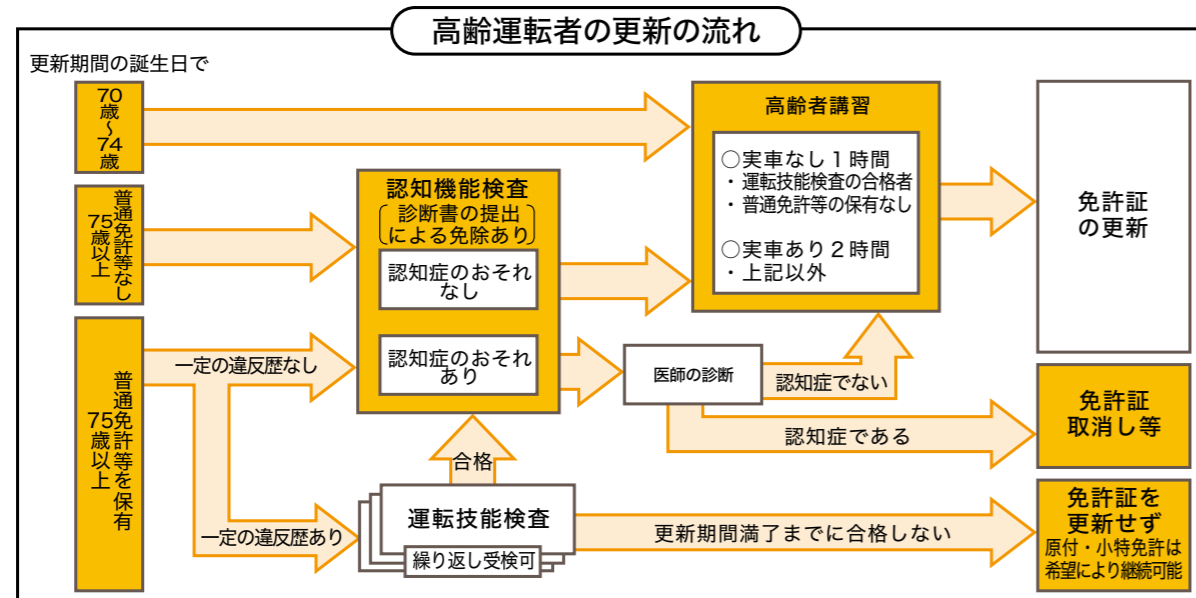 高齢運転者の更新の流れ
更新期間の誕生日で
70歳～74歳
普通免許等なし
75歳以上
普通免許等を保有
75歳以上
一定の違反歴なし
一定の違反歴あり
認知機能検査
診断書の提出
による免除あり
認知症のおそれ
なし
認知症のおそれ
あり
合格
運転技能検査
繰り返し受検可
高齢者講習
○実車なし１時間
・運転技能検査の合格者
・普通免許等の保有なし
○実車あり２時間
・上記以外
医師の診断
認知症でない
認知症である
更新期間満了までに合格しない
免許証
の更新
免許証
取消し等
免許証を
更新せず
原付・小特免許は
希望により継続可能